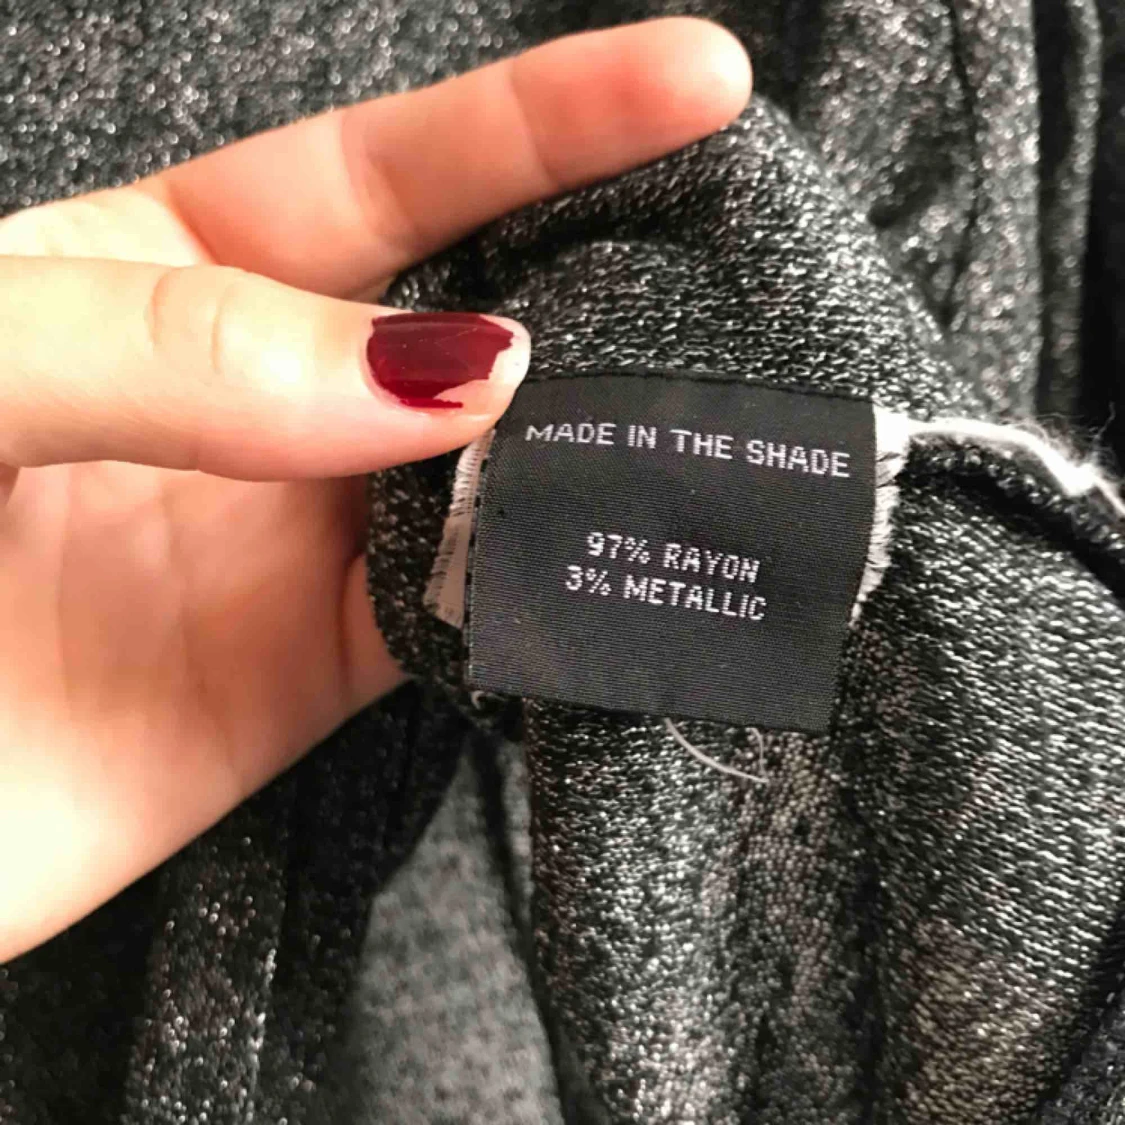 MADE IN THE SHADE
97% RAYON
3% METALLIC